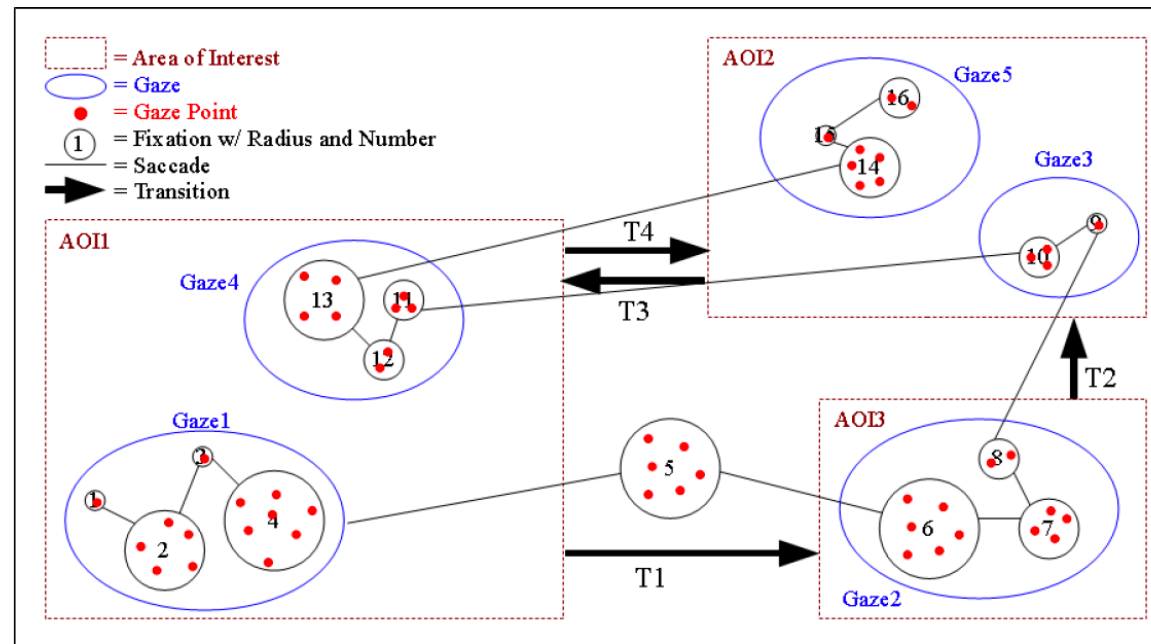 = Area of Interest
= Gaze
= Gaze Point
1 = Fixation w/ Radius and Number
= Saccade
= Transition
AOI2
Gaze5
16
15
14
Gaze3
9
10
AOI1
T4
Gaze4
13
11
T3
12
T2
Gaze1
AOI3
3
5
8
1
4
2
6
7
T1
Gaze2